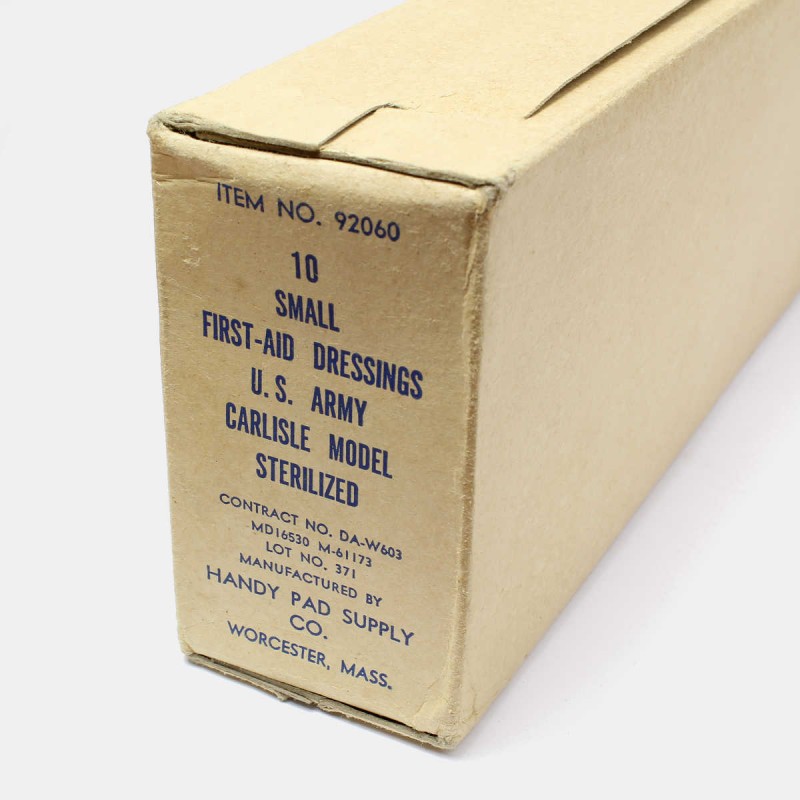 ITEM NO. 92060
10
SMALL
FIRST-AID DRESSINGS
U.S. ARMY
CARLISLE MODEL
STERILIZED
CONTRACT NO. DA-W603
MD16530 M-61173
LOT NO. 371
MANUFACTURED BY
HANDY PAD SUPPLY
CO.
WORCESTER, MASS.